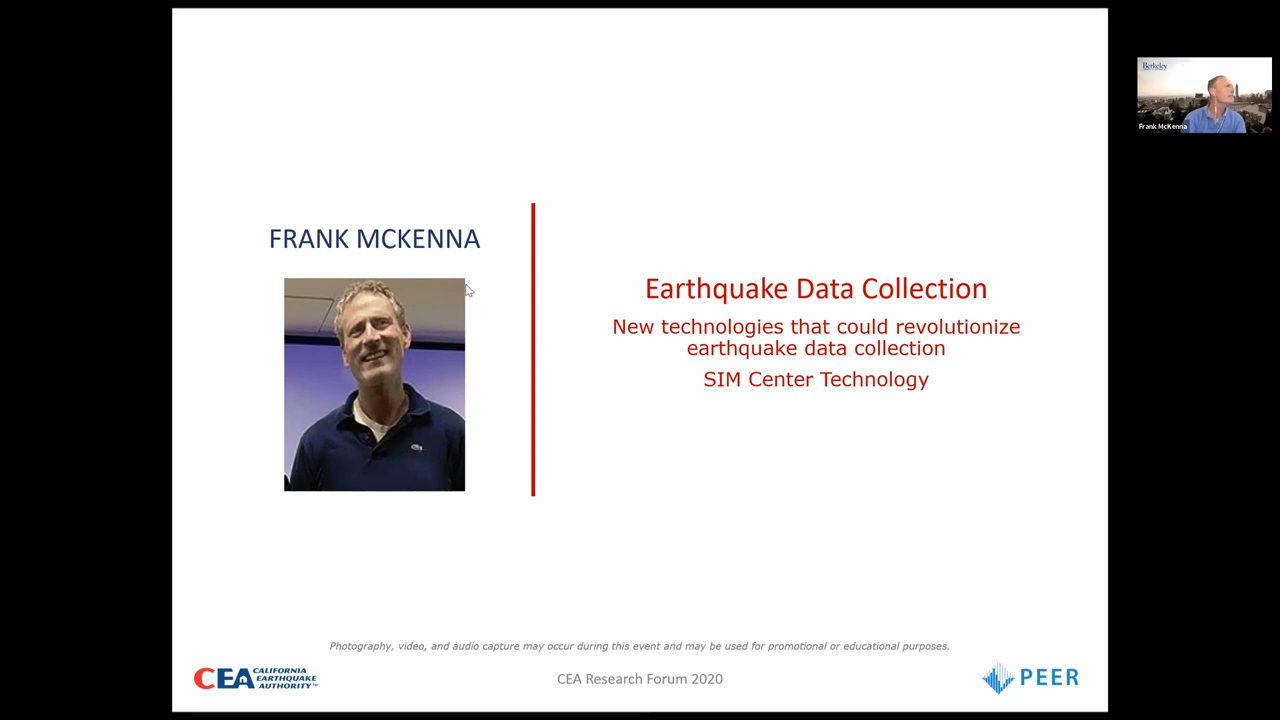 Berkeley
Frank McKenna
FRANK MCKENNA
Earthquake Data Collection
New technologies that could revolutionize
earthquake data collection
SIM Center Technology
Photography, video, and audio capture may occur during this event and may be used for promotional or educational purposes.
CEA CALIFORNIA
EARTHQUAKE
AUTHORITY™
CEA Research Forum 2020
PEER